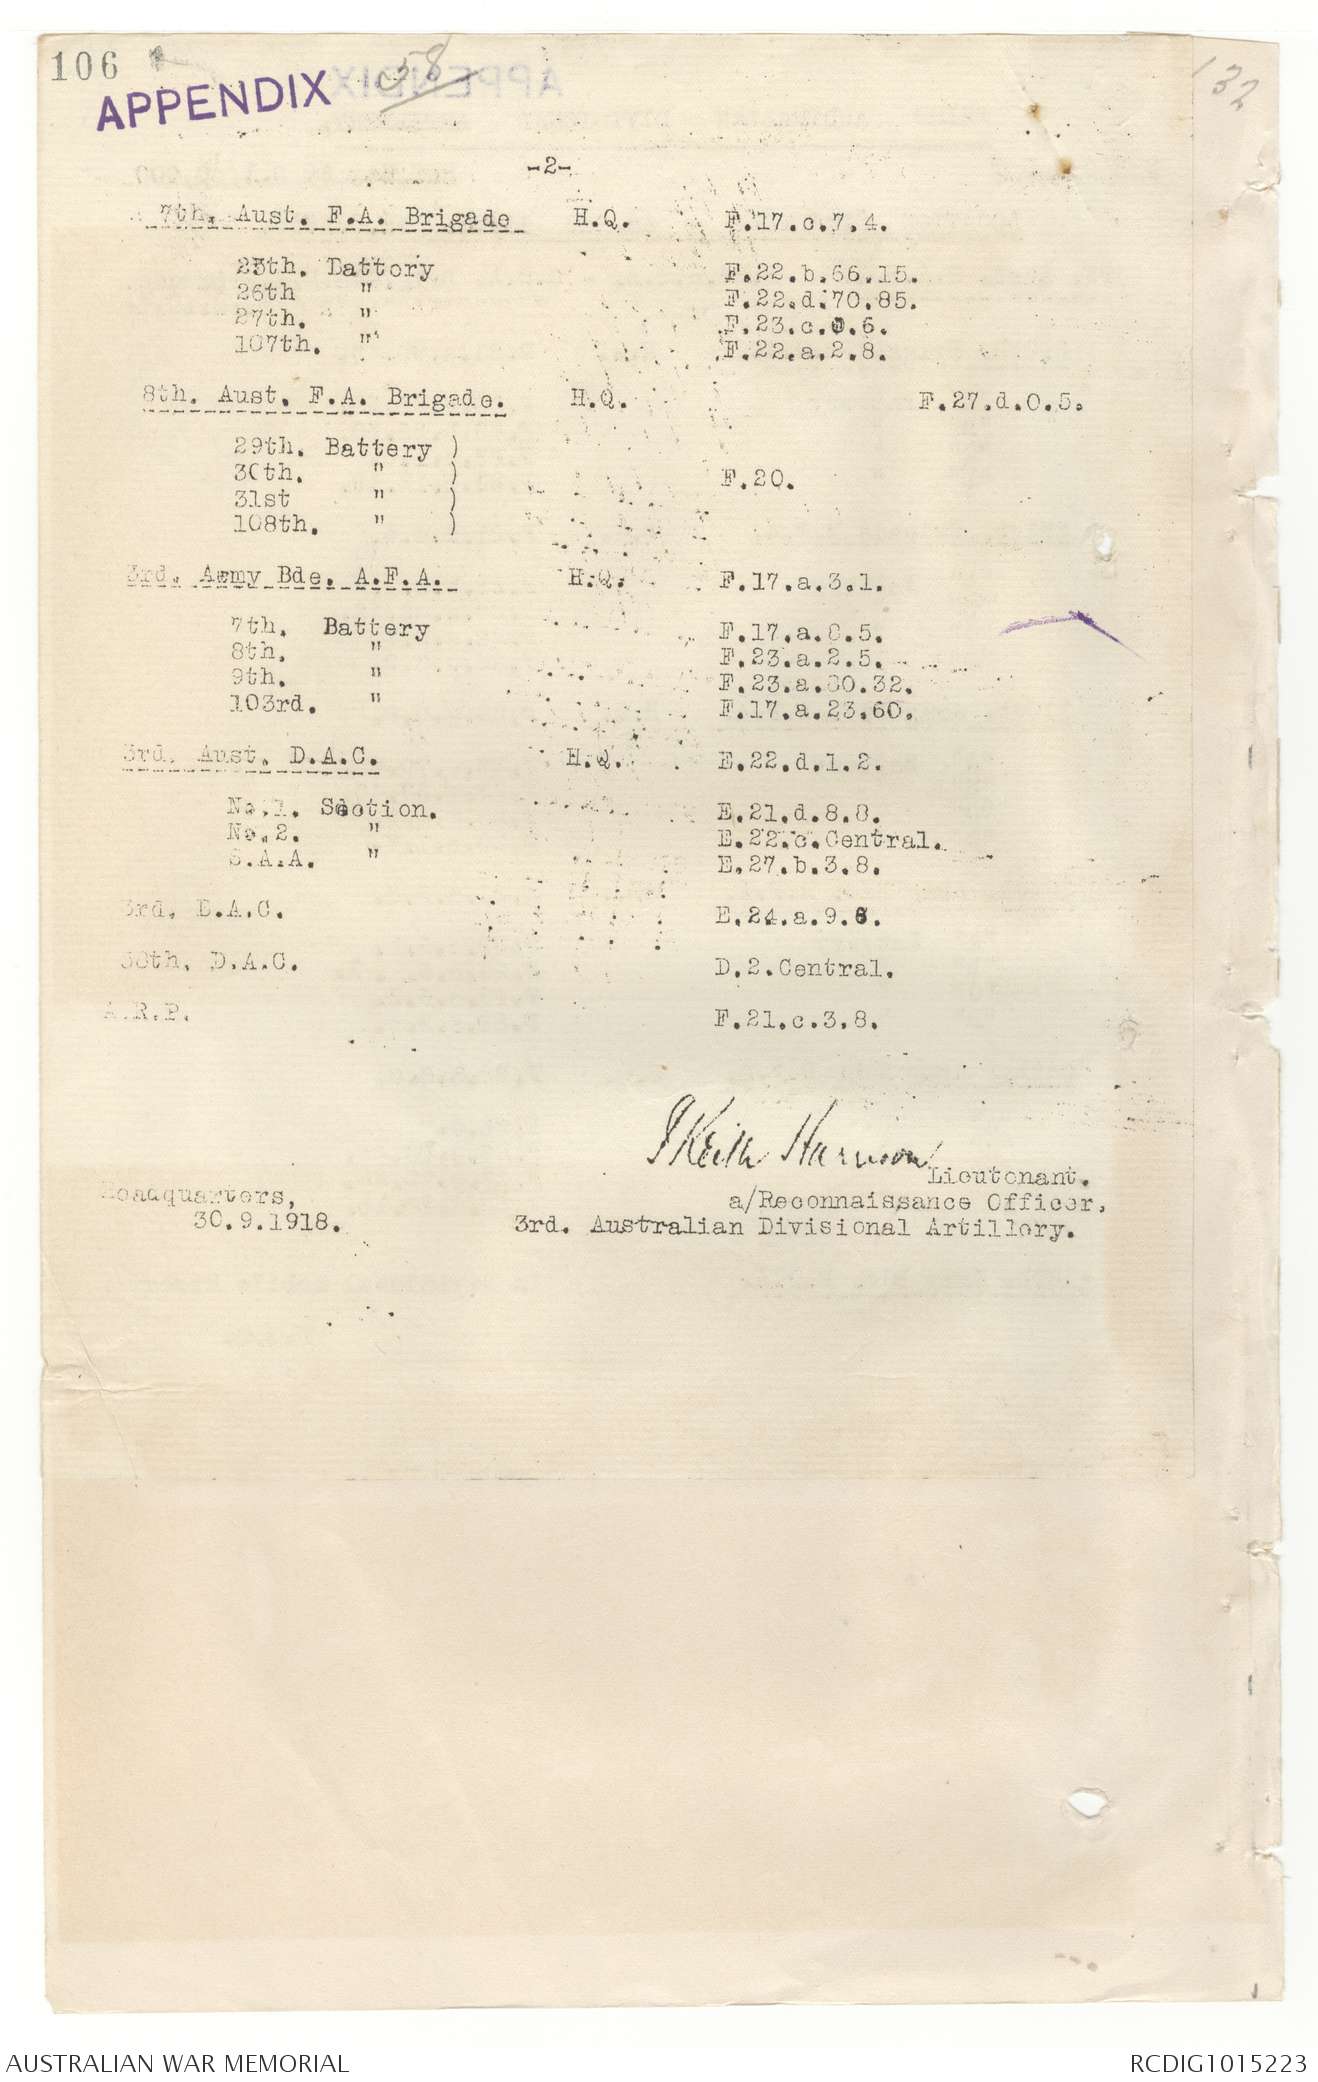 106
APPENDIX 58
132
-2-
7th. Aust. F.A. Brigade H.Q. F.17.c.7.4.
25th. Battery F.22.b.66.15.
26th " F.22.d.70.85.
27th. " F.23.c.0.6.
107th. " F.22.a.2.8.
8th. Aust. F.A. Brigade. H.Q. F.27.d.0.5.
29th. Battery )
30th. " ) F.20.
31st " )
108th. " )
3rd. Army Bde. A.F.A. H.Q. F.17.a.3.1.
7th. Battery F.17.a.0.5.
8th. " F.23.a.2.5.
9th. " F.23.a.80.32.
103rd. " F.17.a.23.60.
3rd. Aust. D.A.C. H.Q. E.22.d.1.2.
No.1. Section. E.21.d.8.8.
No.2. " E.22.c.Central.
S.A.A. " E.27.b.3.8.
3rd. D.A.C. E.24.a.9.6.
30th. D.A.C. D.2.Central.
A.R.P. F.21.c.3.8.
Keith Harrison
Lieutenant.
Headquarters, a/Reconnaissance Officer,
30.9.1918. 3rd. Australian Divisional Artillery.
AUSTRALIAN WAR MEMORIAL RCDIG1015223